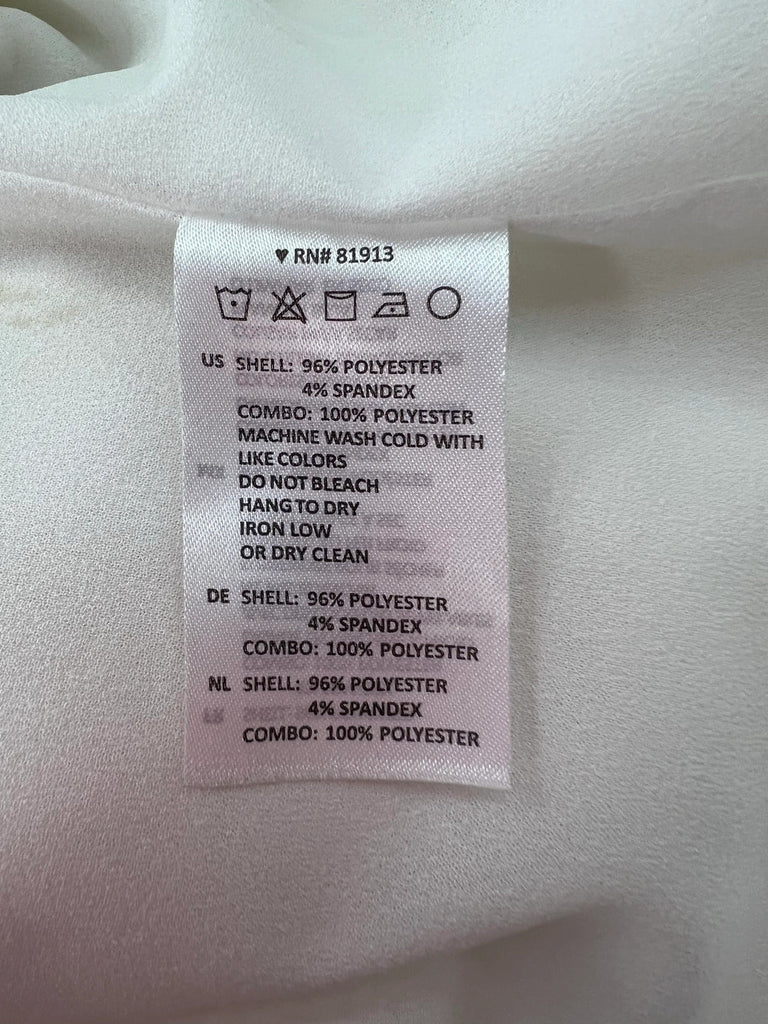 ♥ RN# 81913
US SHELL: 96% POLYESTER
4% SPANDEX
COMBO: 100% POLYESTER
MACHINE WASH COLD WITH
LIKE COLORS
DO NOT BLEACH
HANG TO DRY
IRON LOW
OR DRY CLEAN
DE SHELL: 96% POLYESTER
4% SPANDEX
COMBO: 100% POLYESTER
NL SHELL: 96% POLYESTER
4% SPANDEX
COMBO: 100% POLYESTER